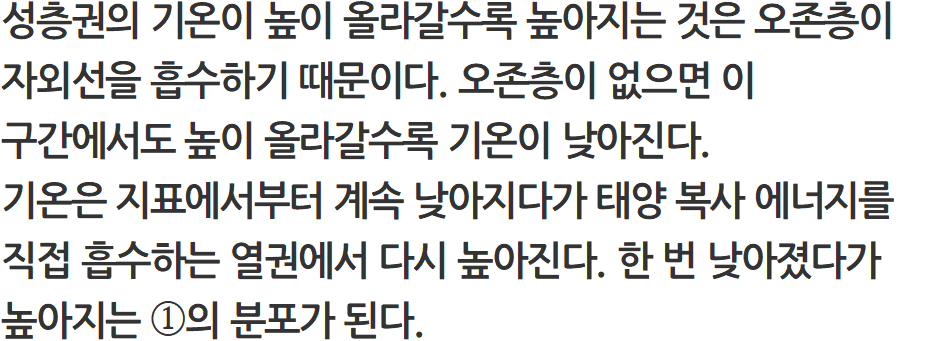 성층권의 기온이 높이 올라갈수록 높아지는 것은 오존층이
자외선을 흡수하기 때문이다. 오존층이 없으면 이
구간에서도 높이 올라갈수록 기온이 낮아진다.
기온은 지표에서부터 계속 낮아지다가 태양 복사 에너지를
직접 흡수하는 열권에서 다시 높아진다. 한 번 낮아졌다가
높아지는 ①의 분포가 된다.